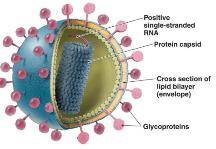 Positive
single-stranded
RNA
Protein capsid
Cross section of
lipid bilayer
(envelope)
Glycoproteins